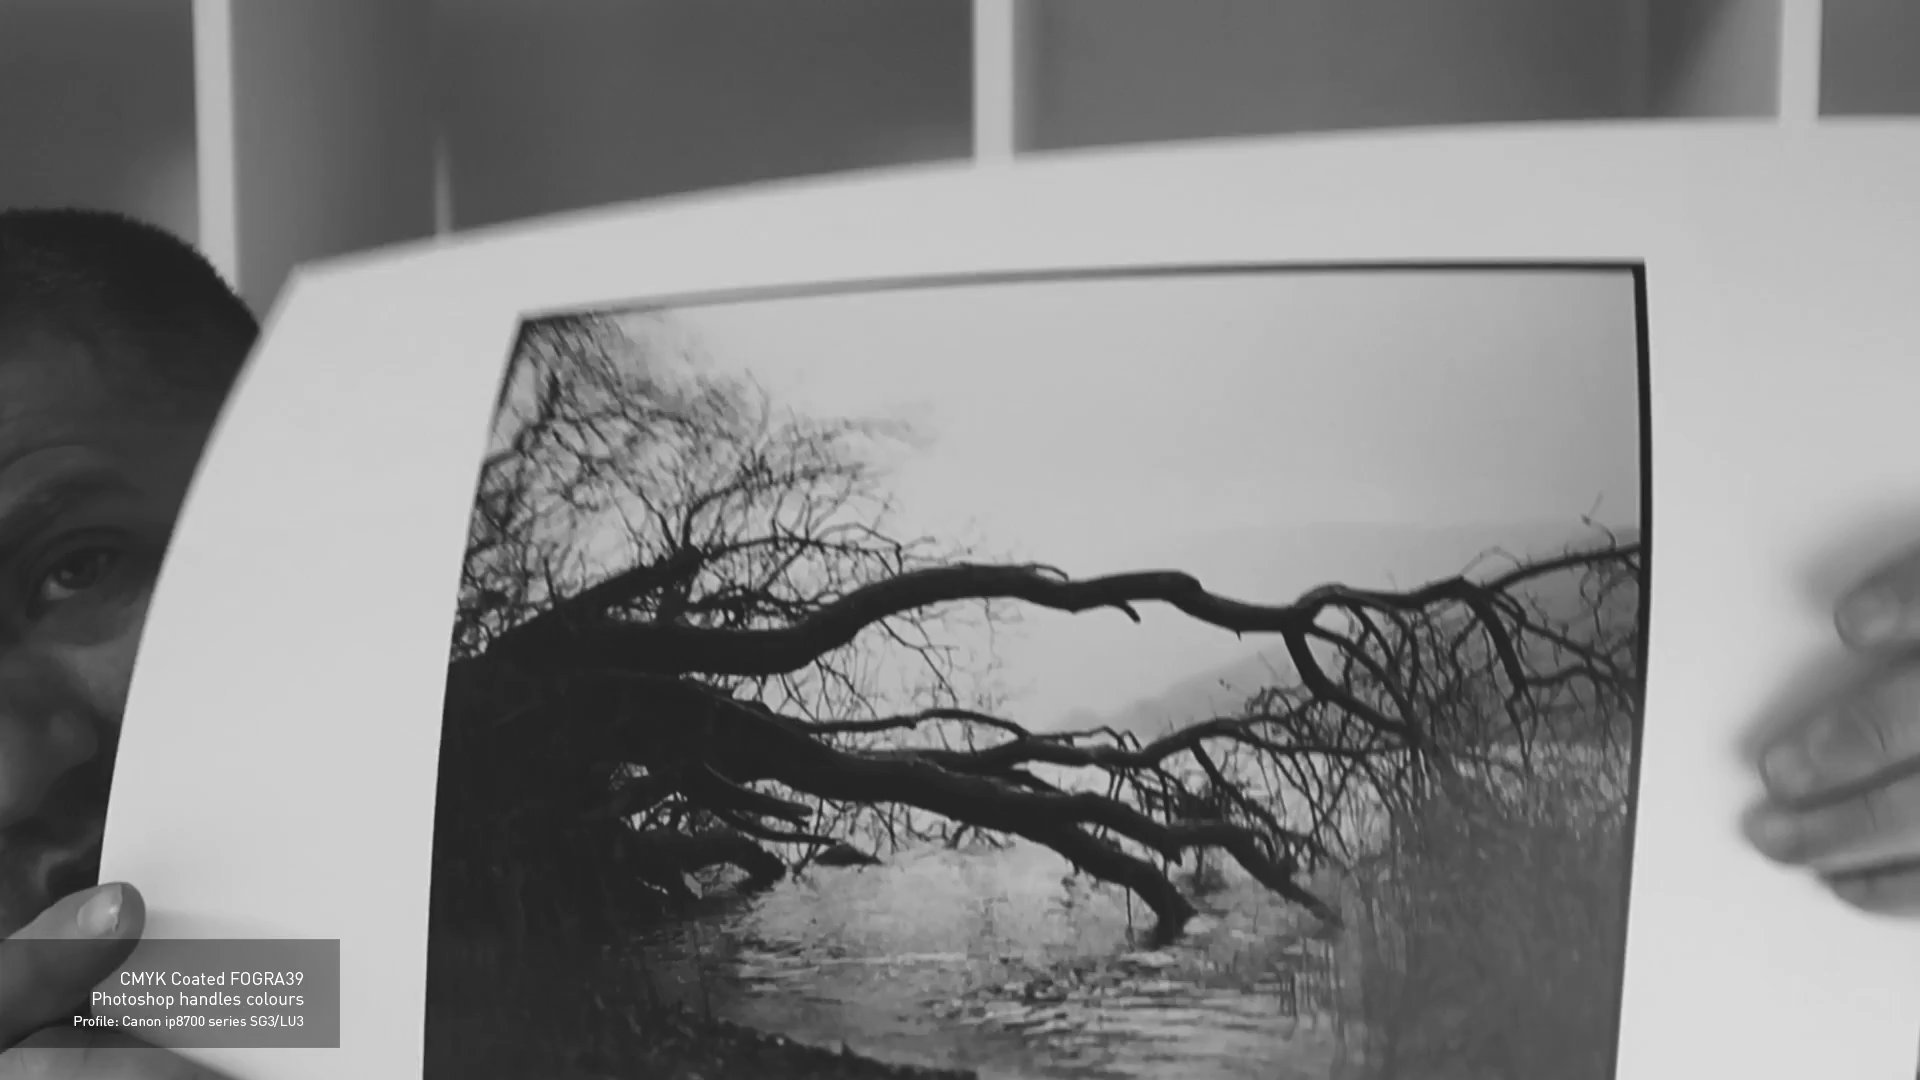 CMYK Coated FOGRA39
Photoshop handles colours
Profile: Canon ip8700 series SG3/LU3